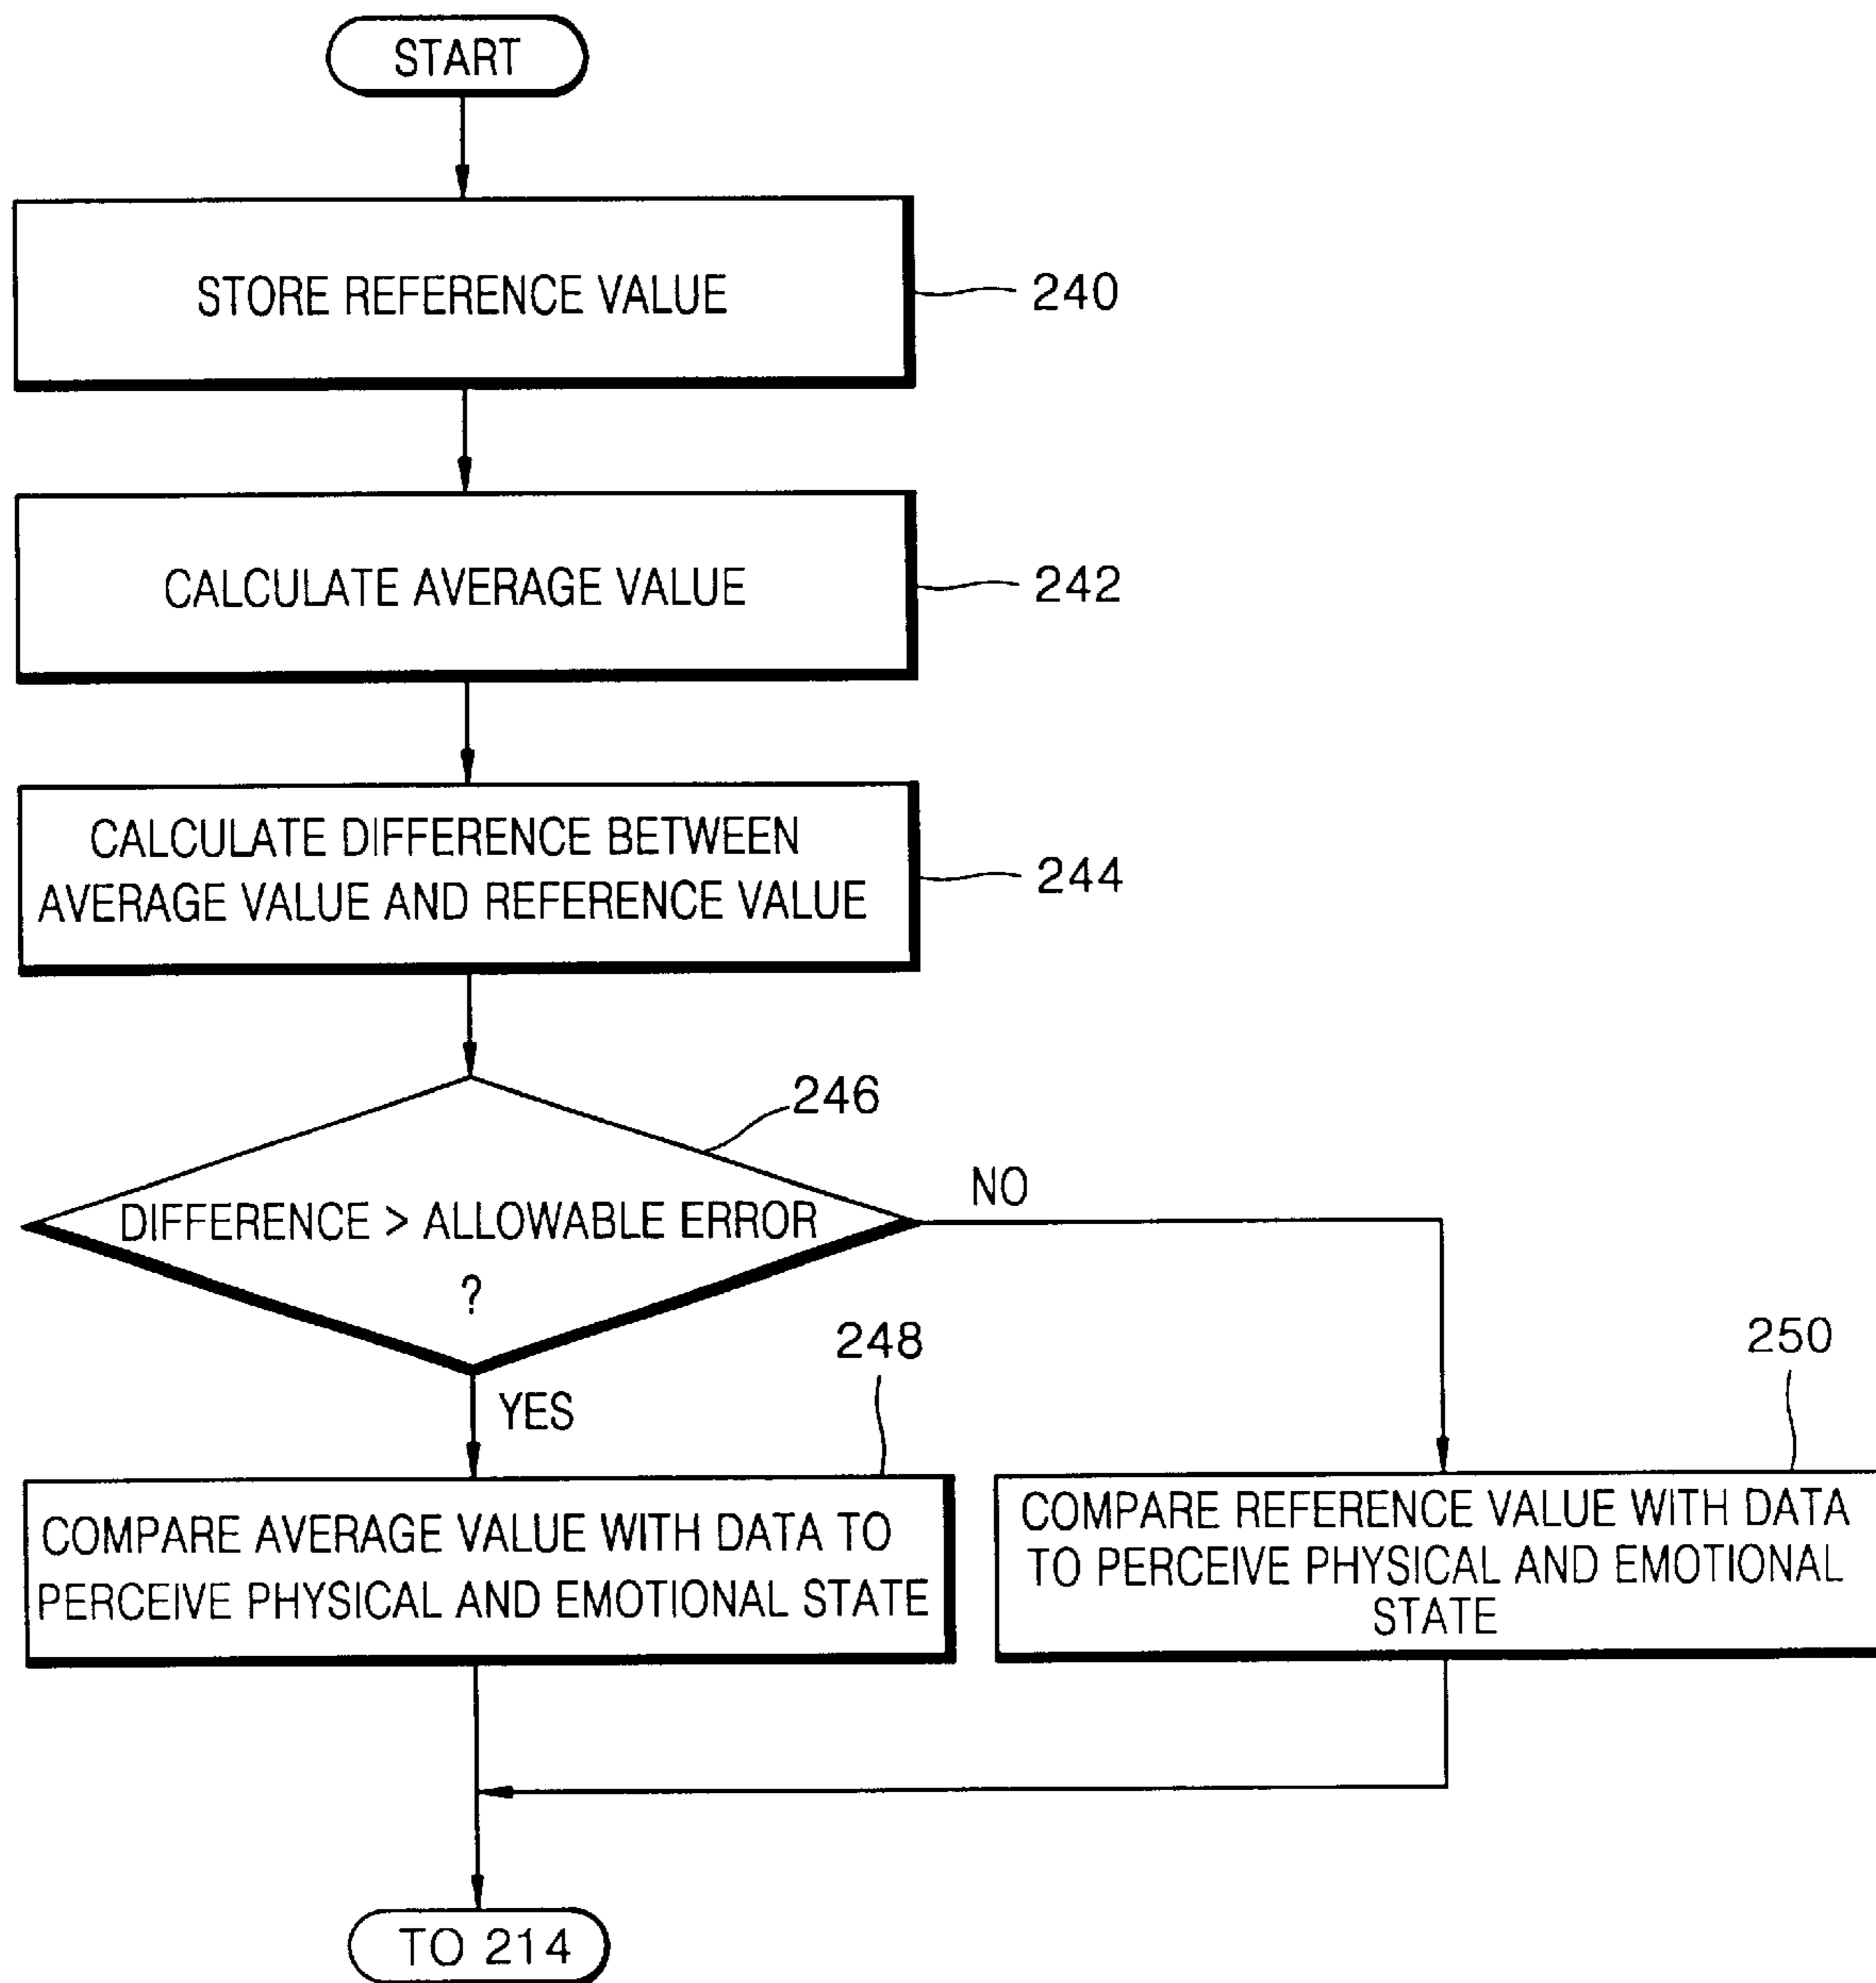 START
STORE REFERENCE VALUE
240
CALCULATE AVERAGE VALUE
242
CALCULATE DIFFERENCE BETWEEN
AVERAGE VALUE AND REFERENCE VALUE
244
246
DIFFERENCE > ALLOWABLE ERROR
?
NO
YES
248
COMPARE AVERAGE VALUE WITH DATA TO
PERCEIVE PHYSICAL AND EMOTIONAL STATE
250
COMPARE REFERENCE VALUE WITH DATA
TO PERCEIVE PHYSICAL AND EMOTIONAL
STATE
TO 214